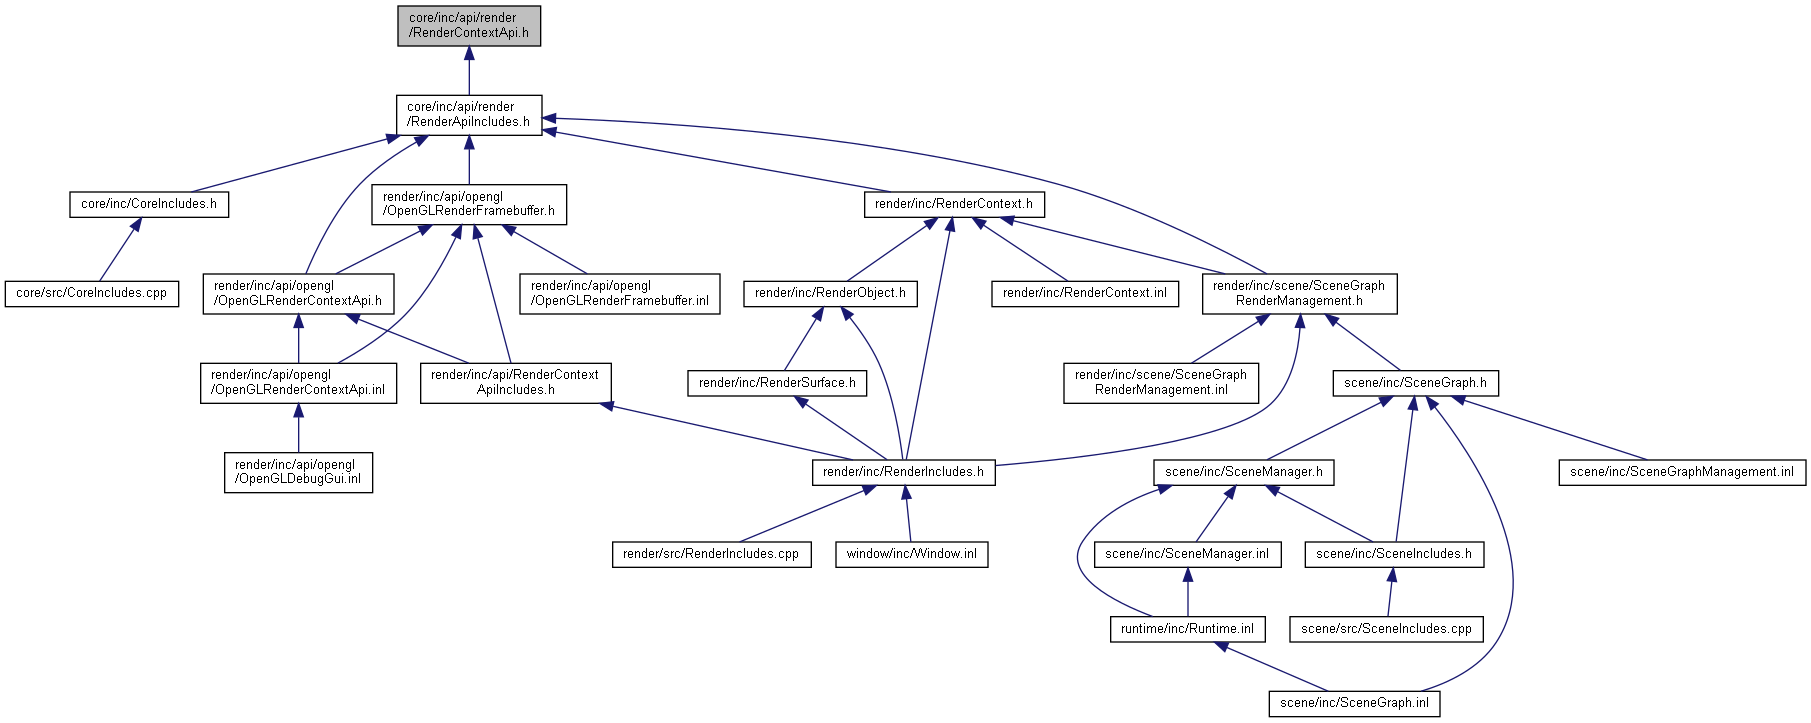 core/inc/api/render
/RenderContextApi.h
core/inc/api/render
/RenderApiIncludes.h
core/inc/CoreIncludes.h
render/inc/api/opengl
/OpenGLRenderFramebuffer.h
render/inc/RenderContext.h
core/src/CoreIncludes.cpp
render/inc/api/opengl
/OpenGLRenderContextApi.h
render/inc/api/opengl
/OpenGLRenderFramebuffer.inl
render/inc/RenderObject.h
render/inc/RenderContext.inl
render/inc/scene/SceneGraph
RenderManagement.h
render/inc/api/opengl
/OpenGLRenderContextApi.inl
render/inc/api/RenderContext
ApiIncludes.h
render/inc/RenderSurface.h
render/inc/scene/SceneGraph
RenderManagement.inl
scene/inc/SceneGraph.h
render/inc/api/opengl
/OpenGLDebugGui.inl
render/inc/RenderIncludes.h
scene/inc/SceneManager.h
scene/inc/SceneGraphManagement.inl
render/src/RenderIncludes.cpp
window/inc/Window.inl
scene/inc/SceneManager.inl
scene/inc/SceneIncludes.h
runtime/inc/Runtime.inl
scene/src/SceneIncludes.cpp
scene/inc/SceneGraph.inl